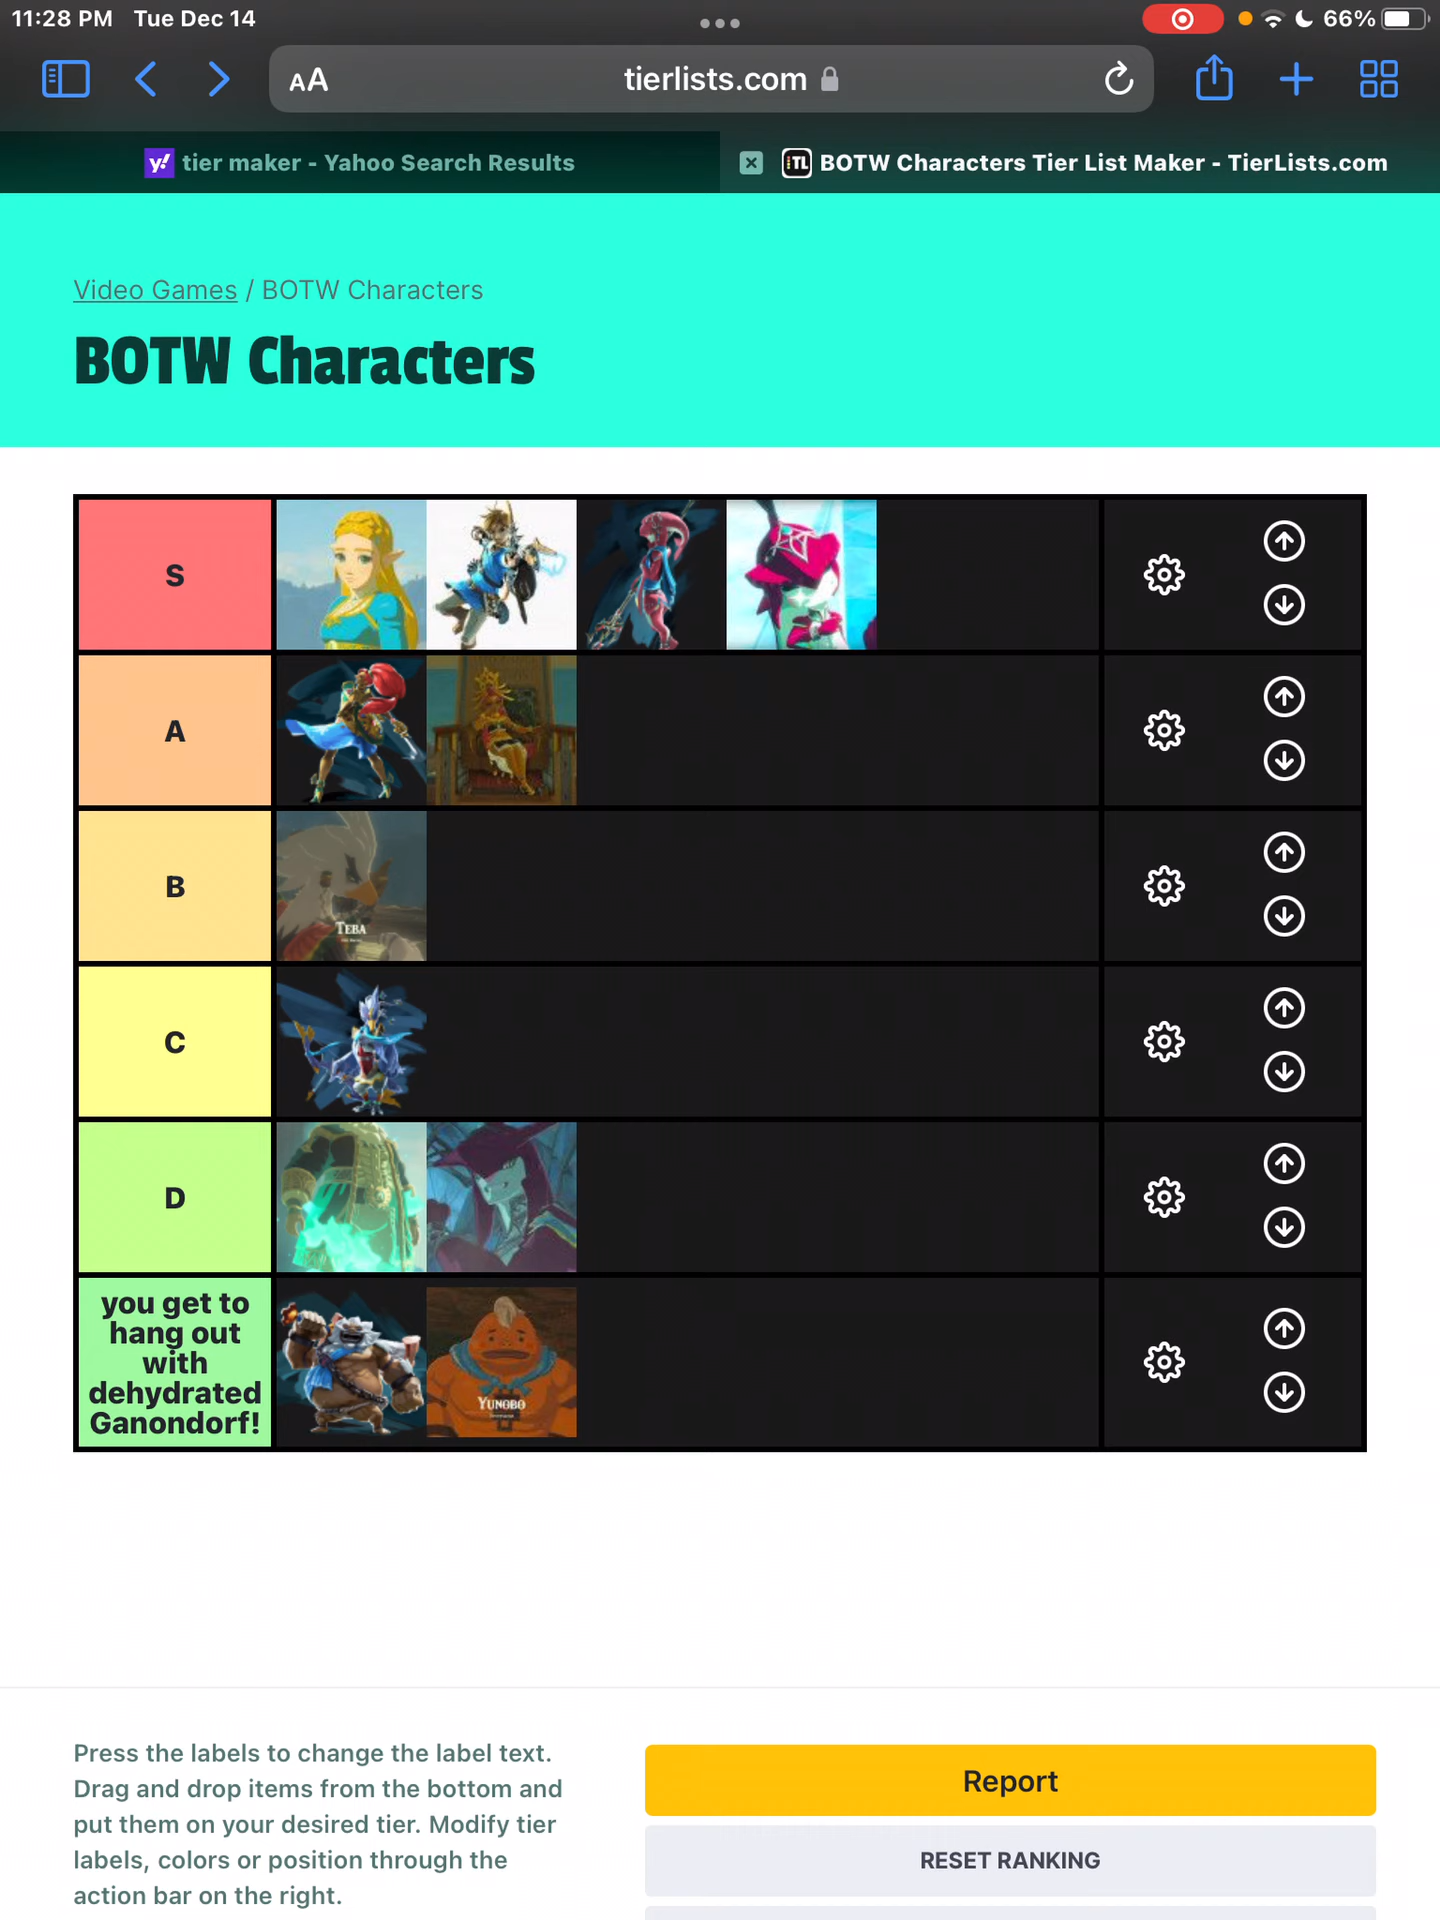 11:28 PM Tue Dec 14
66%
AA
tierlists.com
y! tier maker - Yahoo Search Results
TL BOTW Characters Tier List Maker - TierLists.com
Video Games / BOTW Characters
BOTW Characters
S
A
B
TEBA
C
D
you get to
hang out
with
dehydrated
Ganondorf!
YUNOBO
Press the labels to change the label text.
Drag and drop items from the bottom and
put them on your desired tier. Modify tier
labels, colors or position through the
action bar on the right.
Report
RESET RANKING